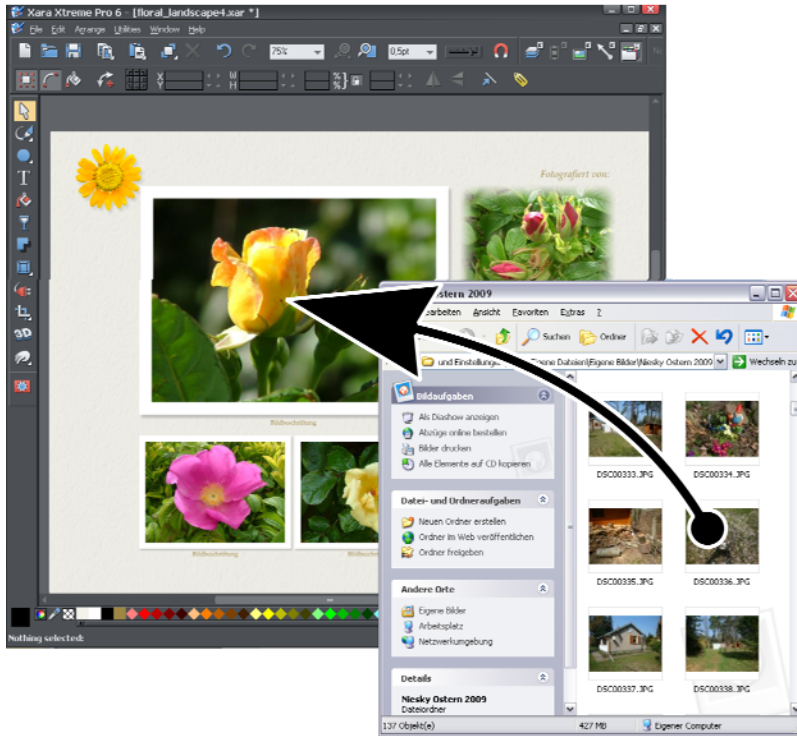 Xara Xtreme Pro 6 - [floral_landscape4.xar *]
File Edit Arrange Utilities Window Help
75%
0,5pt
X
Y
W
H
%
%
T
3D
Fotografiert von:
Bildbeschriftung
Bildbeschriftung
Nothing selected:
Ostern 2009
Ansicht Favoriten Extras ?
Suchen Ordner
und Einstellungen
Eigene Dateien\Eigene Bilder\Niesky Ostern 2009
Wechseln zu
Bildaufgaben
Als Diashow anzeigen
Abzüge online bestellen
Bilder drucken
Alle Elemente auf CD kopieren
Datei- und Ordneraufgaben
Neuen Ordner erstellen
Ordner im Web veröffentlichen
Ordner freigeben
Andere Orte
Eigene Bilder
Arbeitsplatz
Netzwerkumgebung
Details
Niesky Ostern 2009
Dateiordner
DSC00333.JPG DSC00334.JPG
DSC00335.JPG DSC00336.JPG
DSC00337.JPG DSC00338.JPG
137 Objekt(e) 427 MB Eigener Computer